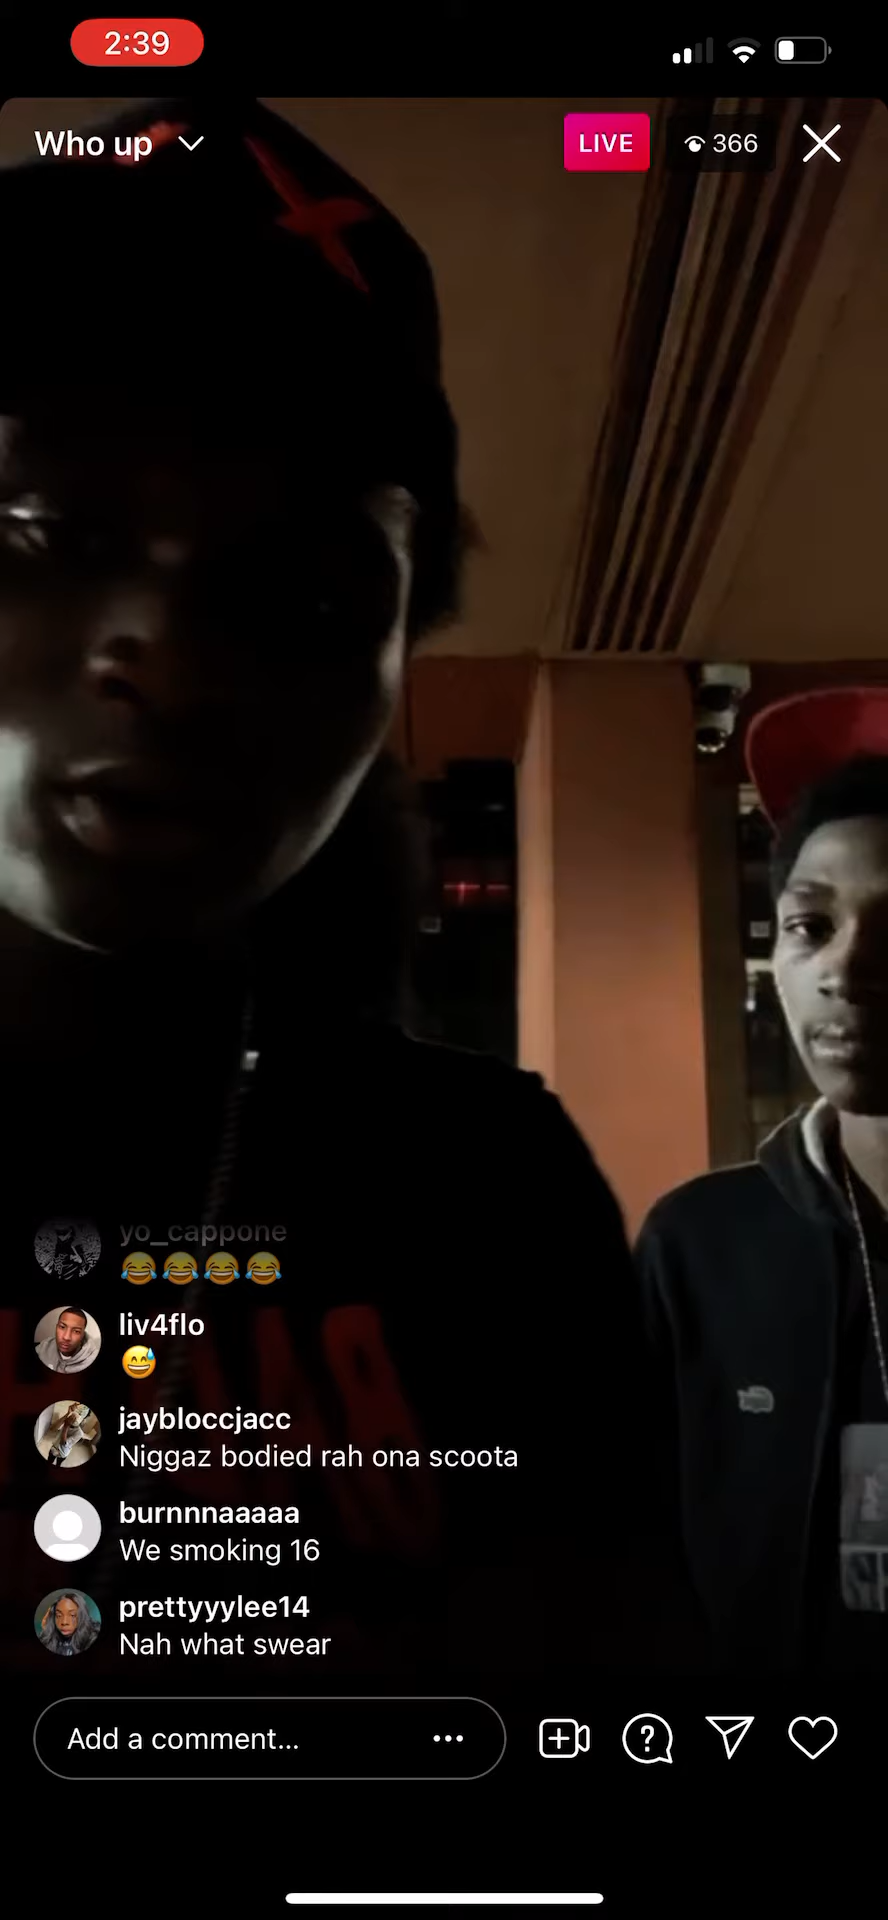 2:39
Who up
LIVE
366
yo_cappone
😂😂😂😂
liv4flo
😅
jaybloccjacc
Niggaz bodied rah ona scoota
burnnnaaaaa
We smoking 16
prettyyylee14
Nah what swear
Add a comment...